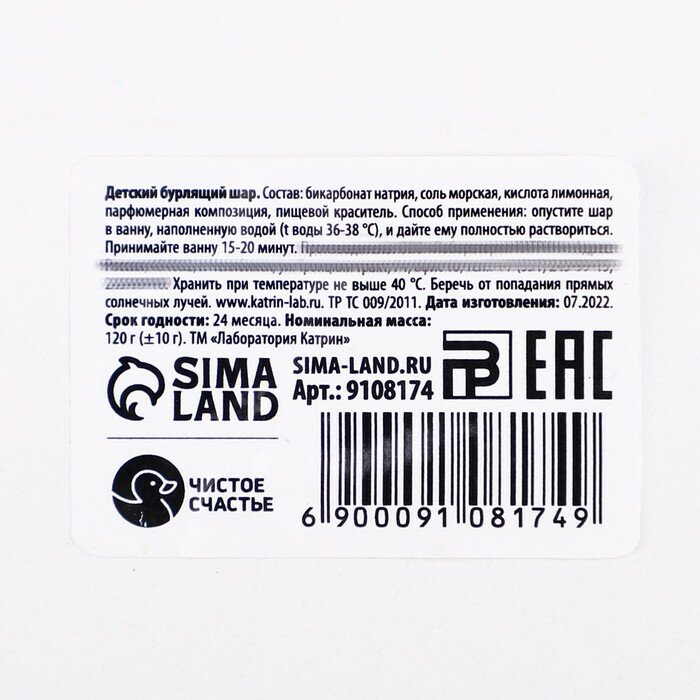 Детский бурлящий шар. Состав: бикарбонат натрия, соль морская, кислота лимонная,
парфюмерная композиция, пищевой краситель. Способ применения: опустите шар
в ванну, наполненную водой (t воды 36-38 °С), и дайте ему полностью раствориться.
Принимайте ванну 15-20 минут.
Хранить при температуре не выше 40 °С. Беречь от попадания прямых
солнечных лучей. www.katrin-lab.ru. ТР ТС 009/2011. Дата изготовления: 07.2022.
Срок годности: 24 месяца. Номинальная масса:
120 г (±10 г). ТМ «Лаборатория Катрин»
SIMA
LAND
SIMA-LAND.RU
Арт.: 9108174
EAC
ЧИСТОЕ
СЧАСТЬЕ
6 900091 081749